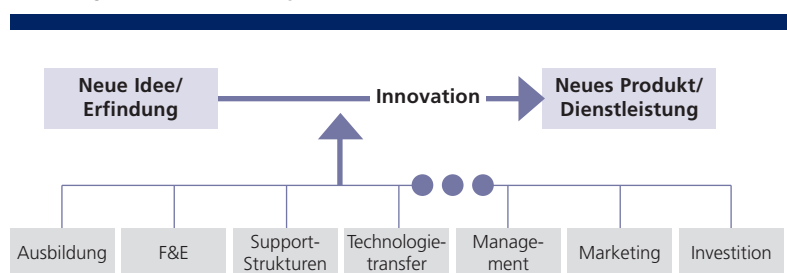 Neue Idee/
Erfindung
Innovation
Neues Produkt/
Dienstleistung
Ausbildung
F&E
Support-
Strukturen
Technologie-
transfer
Manage-
ment
Marketing
Investition